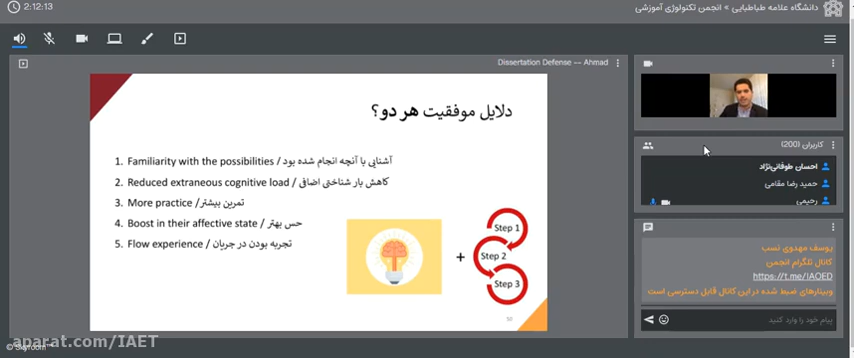 2:12:13
دانشگاه علامه طباطبایی » انجمن تکنولوژی آموزشی
Dissertation Defense -- Ahmad
دلایل موفقیت هر دو؟
1. Familiarity with the possibilities / آشنایی با آنچه انجام شده بود
2. Reduced extraneous cognitive load / کاهش بار شناختی اضافی
3. More practice / تمرین بیشتر
4. Boost in their affective state / حس بهتر
5. Flow experience / تجربه بودن در جریان
+
Step 1
Step 2
Step 3
50
کاربران (200)
احسان طوفانی‌نژاد
حمید رضا مقامی
رحیمی
یوسف مهدوی نسب
کانال تلگرام انجمن
https://t.me/IAOED
وبینارهای ضبط شده در این کانال قابل دسترسی است
پیام خود را وارد کنید
aparat.com/IAET
© Skyroom